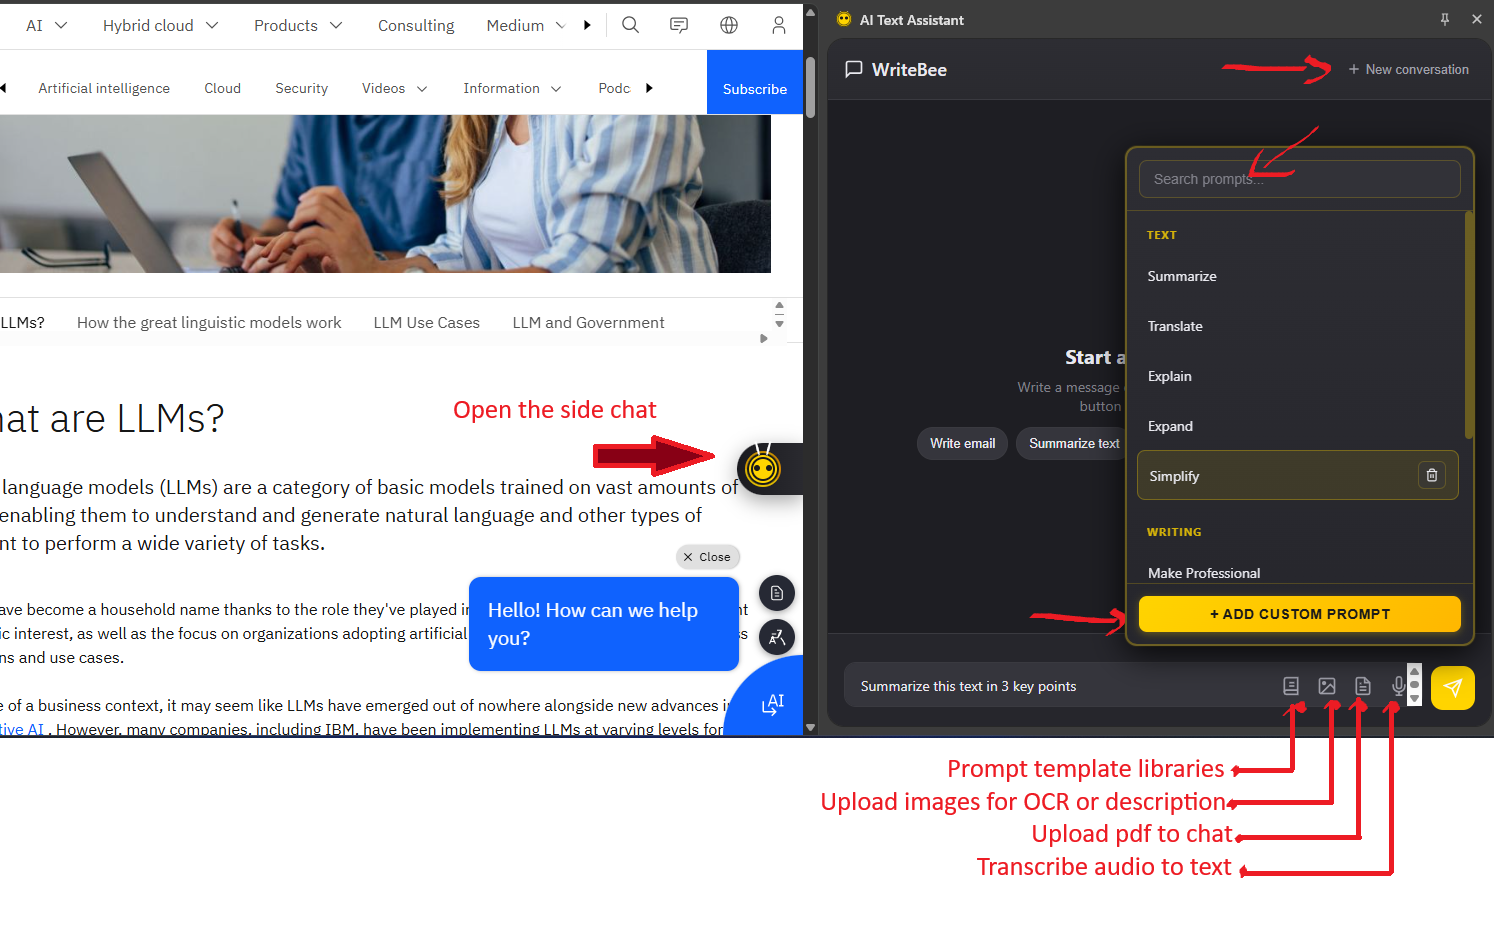 AI
Hybrid cloud
Products
Consulting
Medium
Artificial intelligence
Cloud
Security
Videos
Information
Podc
Subscribe
LLMs?
How the great linguistic models work
LLM Use Cases
LLM and Government
at are LLMs?
Open the side chat
language models (LLMs) are a category of basic models trained on vast amounts of
enabling them to understand and generate natural language and other types of
nt to perform a wide variety of tasks.
Close
Hello! How can we help
you?
ave become a household name thanks to the role they've played in
nt
ic interest, as well as the focus on organizations adopting artificial
ss
ns and use cases.
e of a business context, it may seem like LLMs have emerged out of nowhere alongside new advances i
tive AI . However, many companies, including IBM, have been implementing LLMs at varying levels for
AI
AI Text Assistant
WriteBee
+ New conversation
Search prompts...
TEXT
Summarize
Translate
Explain
Expand
Simplify
WRITING
Make Professional
+ ADD CUSTOM PROMPT
Start a
Write a message
button
Write email
Summarize text
Summarize this text in 3 key points
Prompt template libraries
Upload images for OCR or description
Upload pdf to chat
Transcribe audio to text